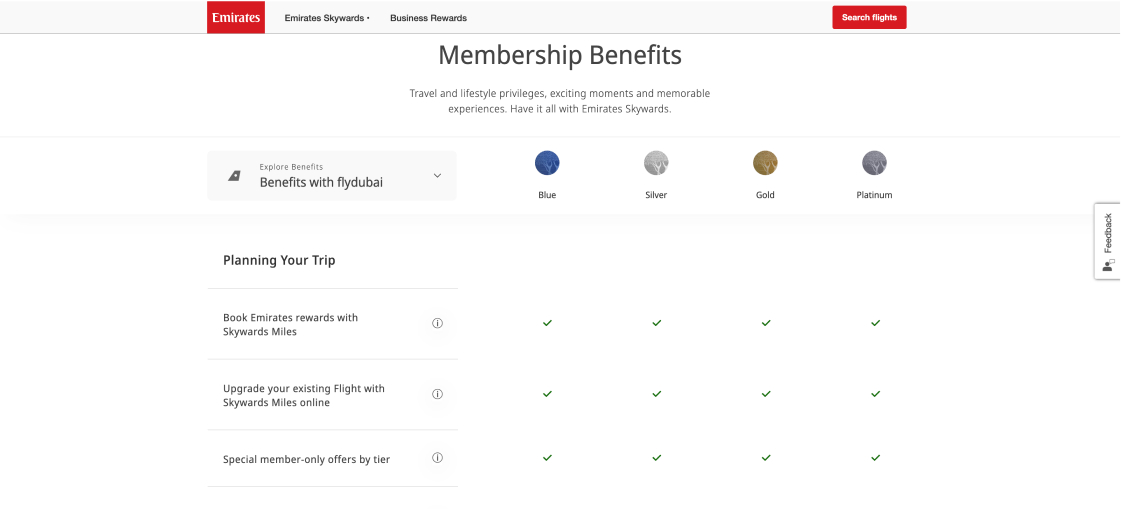 Emirates
Emirates Skywards •
Business Rewards
Search flights
Membership Benefits
Travel and lifestyle privileges, exciting moments and memorable
experiences. Have it all with Emirates Skywards.
Explore Benefits
Benefits with flydubai
Blue
Silver
Gold
Platinum
Feedback
Planning Your Trip
Book Emirates rewards with
Skywards Miles
Upgrade your existing Flight with
Skywards Miles online
Special member-only offers by tier